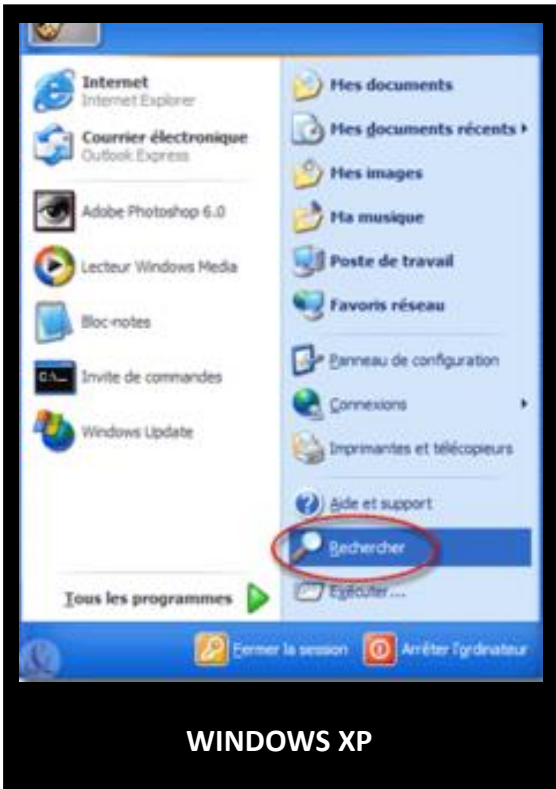 Internet
Internet Explorer
Courrier électronique
Outlook Express
Adobe Photoshop 6.0
Lecteur Windows Media
Bloc-notes
C:\_
Invite de commandes
Windows Update
Tous les programmes
Mes documents
Mes documents récents
Mes images
Ma musique
Poste de travail
Favoris réseau
Panneau de configuration
Connexions
Imprimantes et télécopieurs
Aide et support
Rechercher
Exécuter...
Fermer la session
Arrêter l'ordinateur
WINDOWS XP